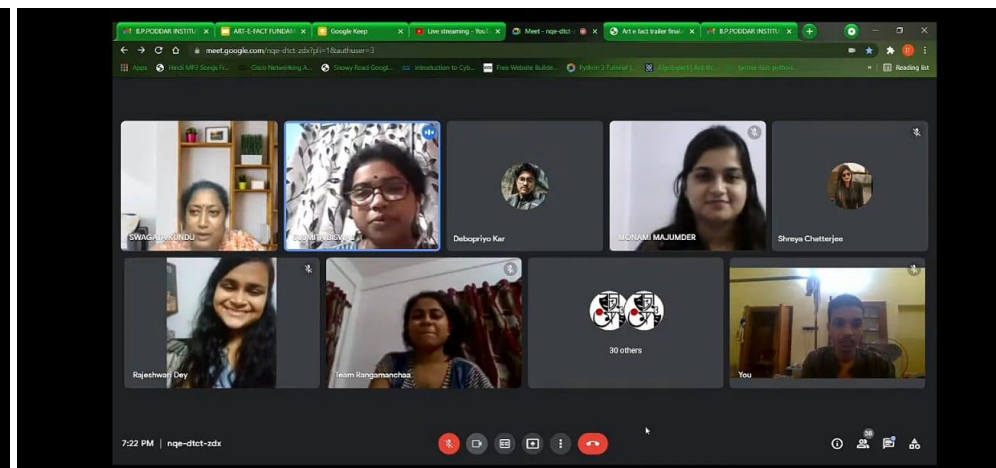 B.P.PODDAR INSTITU
ART-E-FACT FUNDAM
Google Keep
Live streaming - YouT
Meet - nqe-dtct-
Art e fact trailer final
B.P.PODDAR INSTITU
meet.google.com/nqe-dtct-zdx?pli=1&authuser=3
Apps
Hindi MP3 Songs Fr...
Cisco Networking A...
Snowy Road Googl...
Introduction to Cyb...
Free Website Builde...
Python 3 Tutorial
Reading list
SWAGATA KUNDU
Debopriyo Kar
MONAMI MAJUMDER
Shreya Chatterjee
Rajeshwari Dey
Team Rangamanchaa
30 others
You
7:22 PM | nqe-dtct-zdx
38